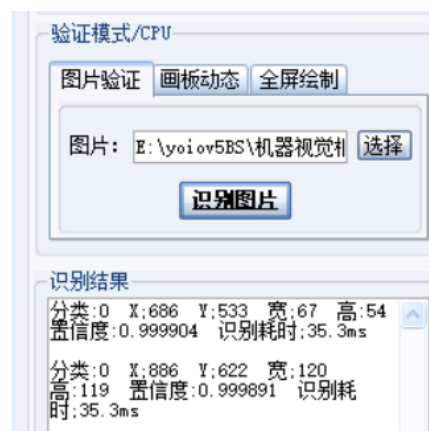 验证模式/CPU
图片验证 画板动态 全屏绘制
图片: E:\yoiov5BS\机器视觉 选择
识别图片
识别结果
分类:0 X;686 Y;533 宽;67 高:54
置信度:0.999904 识别耗时;35.3ms
分类:0 X;886 Y;622 宽;120
高:119 置信度:0.999891 识别耗
时;35.3ms